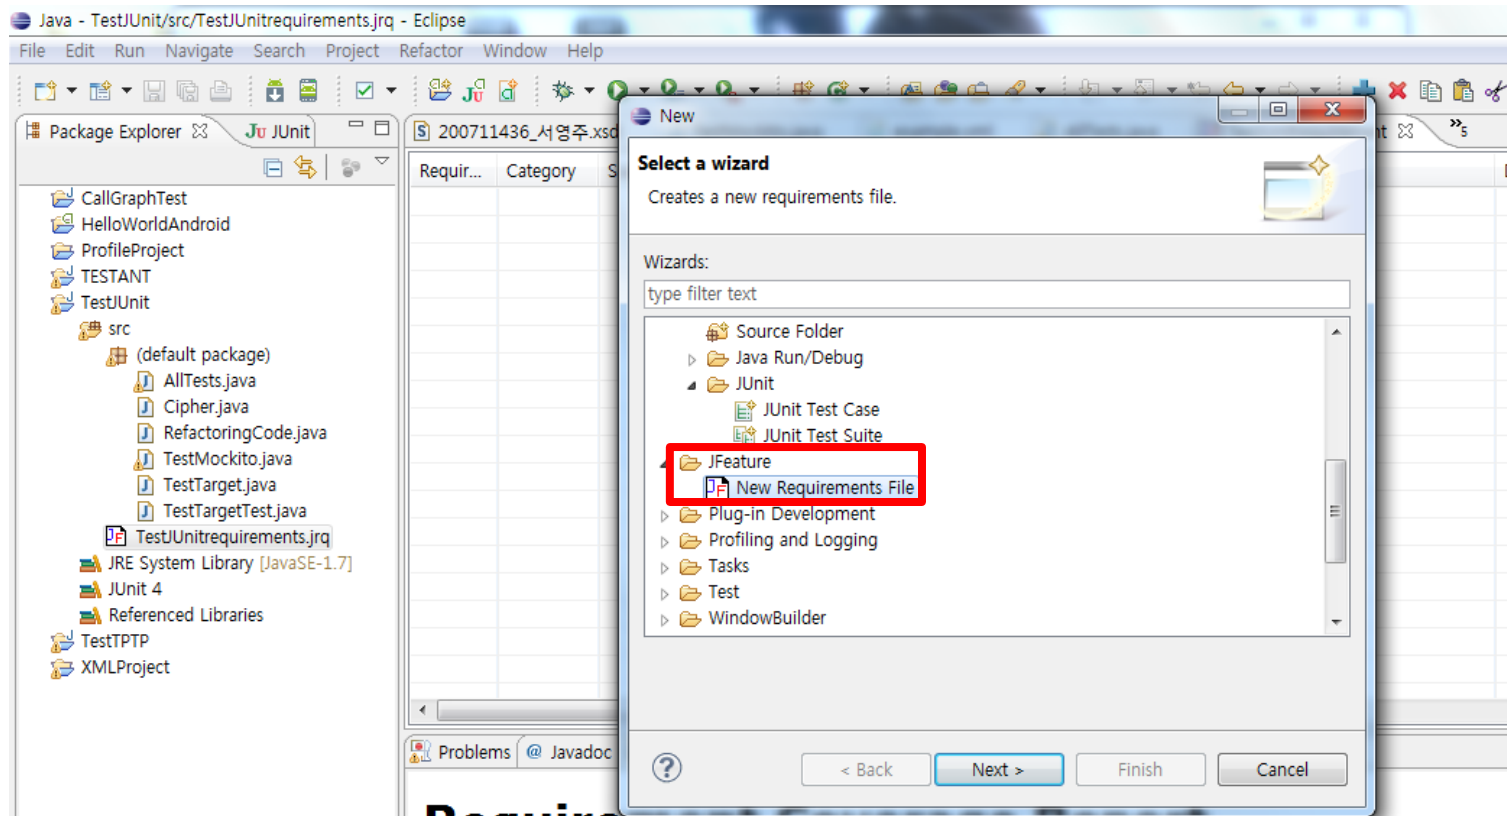 Java - TestJUnit/src/TestJUnitrequirements.jrq - Eclipse
File Edit Run Navigate Search Project Refactor Window Help
Package Explorer
JUnit
200711436_서영주.xsd
5
Requir... Category
CallGraphTest
HelloWorldAndroid
ProfileProject
TESTANT
TestJUnit
src
(default package)
AllTests.java
Cipher.java
RefactoringCode.java
TestMockito.java
TestTarget.java
TestTargetTest.java
TestJUnitrequirements.jrq
JRE System Library [JavaSE-1.7]
JUnit 4
Referenced Libraries
TestTPTP
XMLProject
Problems @ Javadoc
New
Select a wizard
Creates a new requirements file.
Wizards:
type filter text
Source Folder
Java Run/Debug
JUnit
JUnit Test Case
JUnit Test Suite
JFeature
New Requirements File
Plug-in Development
Profiling and Logging
Tasks
Test
WindowBuilder
< Back Next > Finish Cancel